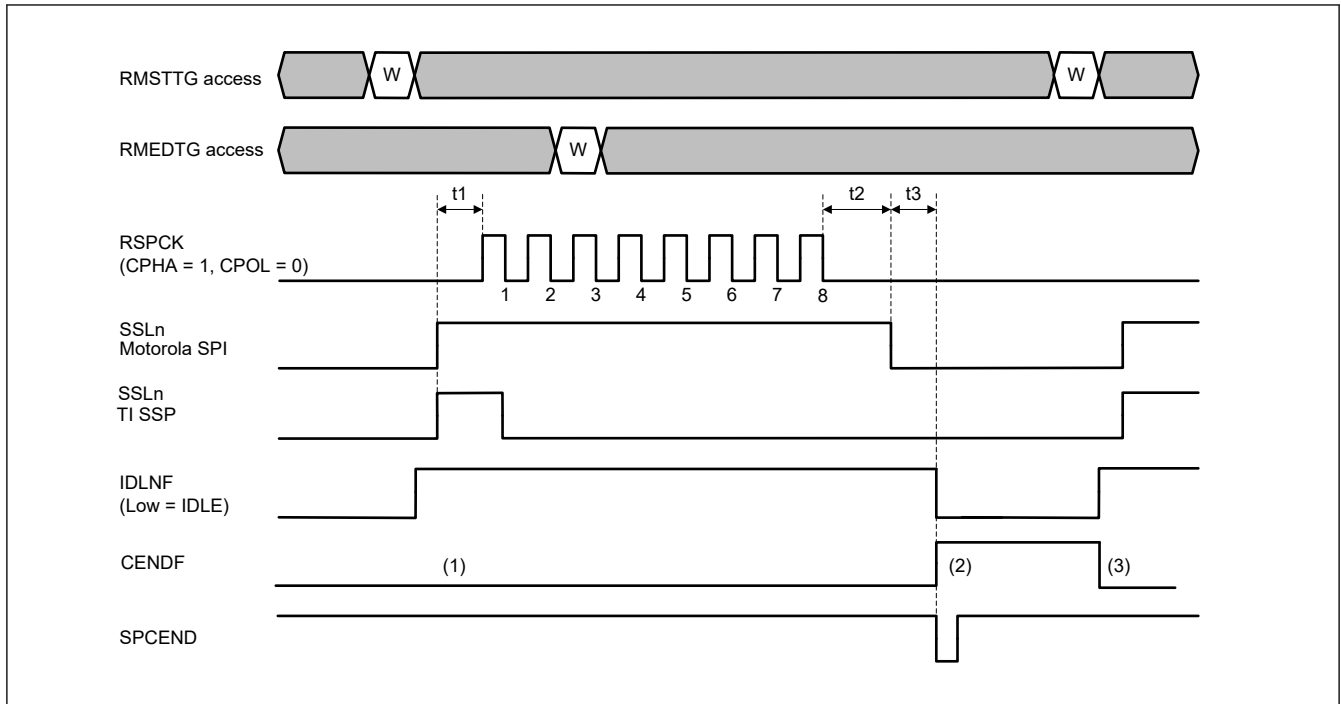 RMSTTG access
W
W
RMEDTG access
W
t1
t2
t3
RSPCK
(CPHA = 1, CPOL = 0)
1 2 3 4 5 6 7 8
SSLn
Motorola SPI
SSLn
TI SSP
IDLNF
(Low = IDLE)
CENDF
(1)
(2)
(3)
SPCEND